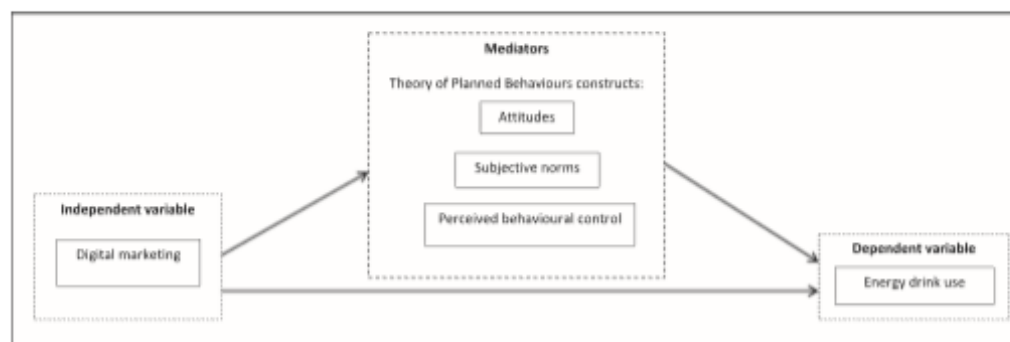 Mediators
Theory of Planned Behaviours constructs:
Attitudes
Subjective norms
Perceived behavioural control
Independent variable
Digital marketing
Dependent variable
Energy drink use